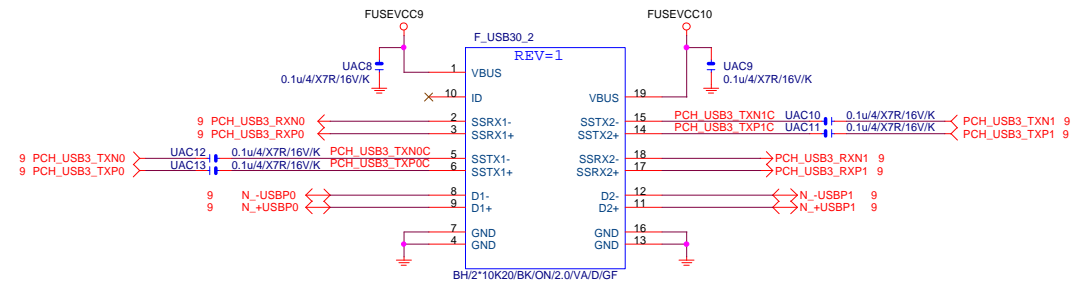 FUSEVCC9
FUSEVCC10
F_USB30_2
REV=1
UAC8
0.1u/4/X7R/16V/K
1 VBUS
UAC9
0.1u/4/X7R/16V/K
10 ID
VBUS 19
9 PCH_USB3_RXN0 2 SSRX1-
9 PCH_USB3_RXP0 3 SSRX1+
SSTX2- 15 PCH_USB3_TXN1C UAC10 0.1u/4/X7R/16V/K PCH_USB3_TXN1 9
SSTX2+ 14 PCH_USB3_TXP1C UAC11 0.1u/4/X7R/16V/K PCH_USB3_TXP1 9
9 PCH_USB3_TXN0 UAC12 0.1u/4/X7R/16V/K PCH_USB3_TXN0C 5 SSTX1-
9 PCH_USB3_TXP0 UAC13 0.1u/4/X7R/16V/K PCH_USB3_TXP0C 6 SSTX1+
SSRX2- 18 PCH_USB3_RXN1 9
SSRX2+ 17 PCH_USB3_RXP1 9
9 N_-USBP0 8 D1-
9 N_+USBP0 9 D1+
D2- 12 N_-USBP1 9
D2+ 11 N_+USBP1 9
7 GND
4 GND
GND 16
GND 13
BH/2*10K20/BK/ON/2.0/VA/D/GF